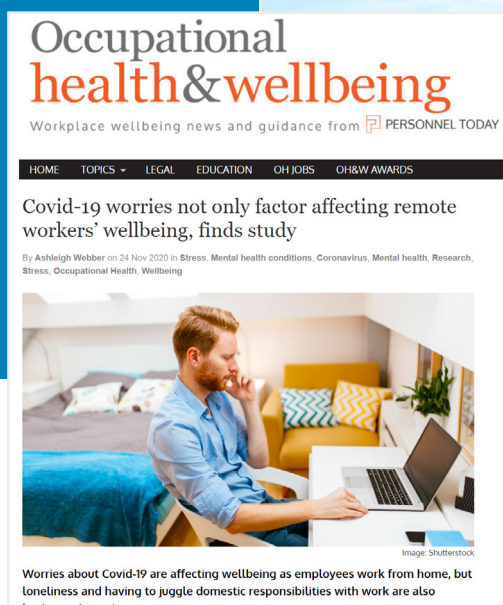 Occupational
health&wellbeing
Workplace wellbeing news and guidance from PERSONNEL TODAY
HOME TOPICS LEGAL EDUCATION OH JOBS OH&W AWARDS
Covid-19 worries not only factor affecting remote
workers’ wellbeing, finds study
By Ashleigh Webber on 24 Nov 2020 in Stress, Mental health conditions, Coronavirus, Mental health, Research,
Stress, Occupational Health, Wellbeing
Image: Shutterstock
Worries about Covid-19 are affecting wellbeing as employees work from home, but
loneliness and having to juggle domestic responsibilities with work are also